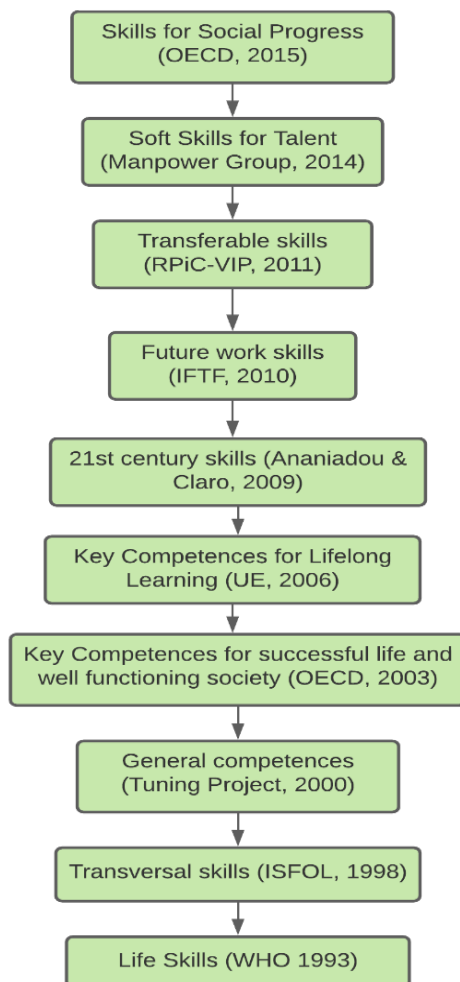 Skills for Social Progress
(OECD, 2015)
Soft Skills for Talent
(Manpower Group, 2014)
Transferable skills
(RPiC-VIP, 2011)
Future work skills
(IFTF, 2010)
21st century skills (Ananiadou &
Claro, 2009)
Key Competences for Lifelong
Learning (UE, 2006)
Key Competences for successful life and
well functioning society (OECD, 2003)
General competences
(Tuning Project, 2000)
Transversal skills (ISFOL, 1998)
Life Skills (WHO 1993)